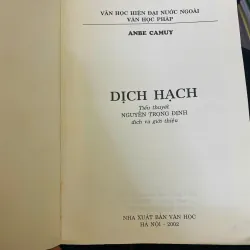 VĂN HỌC HIỆN ĐẠI NƯỚC NGOÀI
VĂN HỌC PHÁP
ANBE CAMUY
DỊCH HẠCH
Tiểu thuyết
NGUYỄN TRỌNG ĐỊNH
dịch và giới thiệu
NHÀ XUẤT BẢN VĂN HỌC
HÀ NỘI - 2002